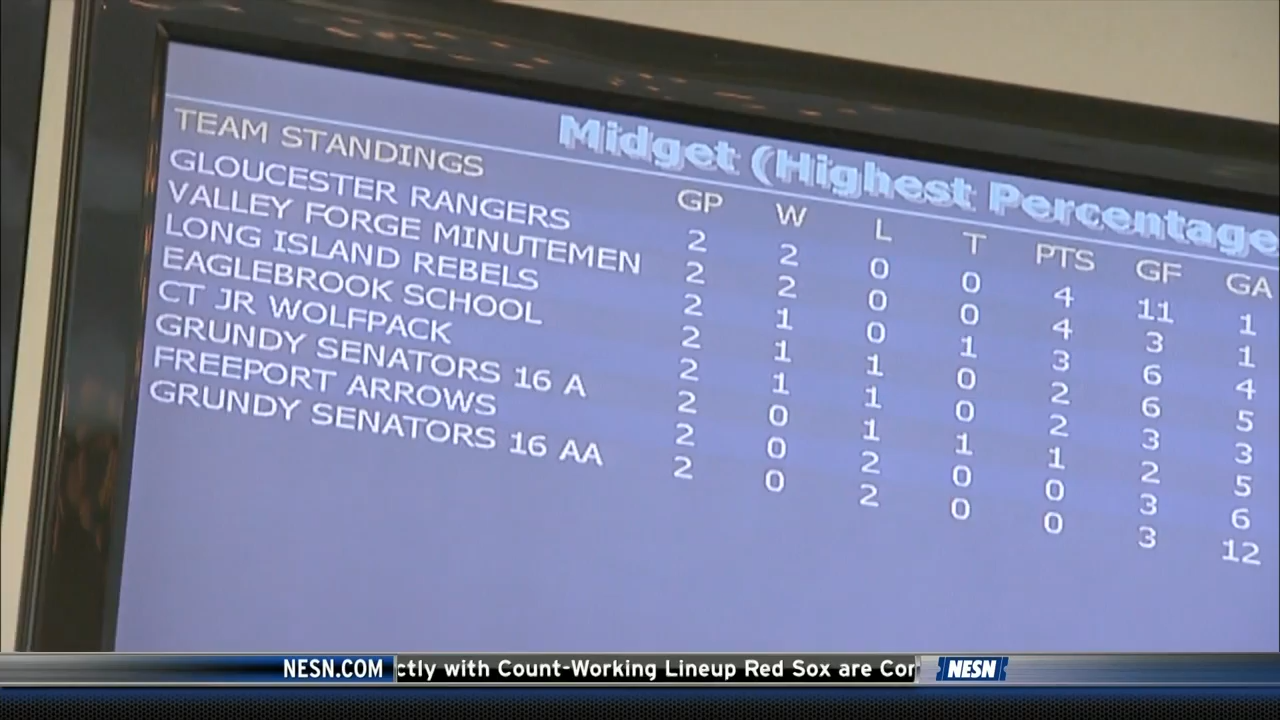 Midget (Highest Percentage
TEAM STANDINGS GP W L T PTS GF GA
GLOUCESTER RANGERS 2 2 0 0 4 11 1
VALLEY FORGE MINUTEMEN 2 2 0 0 4 3 1
LONG ISLAND REBELS 2 1 0 1 3 6 4
EAGLEBROOK SCHOOL 2 1 1 0 2 6 5
CT JR WOLFPACK 2 1 1 0 2 3 3
GRUNDY SENATORS 16 A 2 0 1 1 1 2 5
FREEPORT ARROWS 2 0 2 0 0 3 6
GRUNDY SENATORS 16 AA 2 0 2 0 0 3 12
NESN.COM ctly with Count-Working Lineup Red Sox are Cor NESN